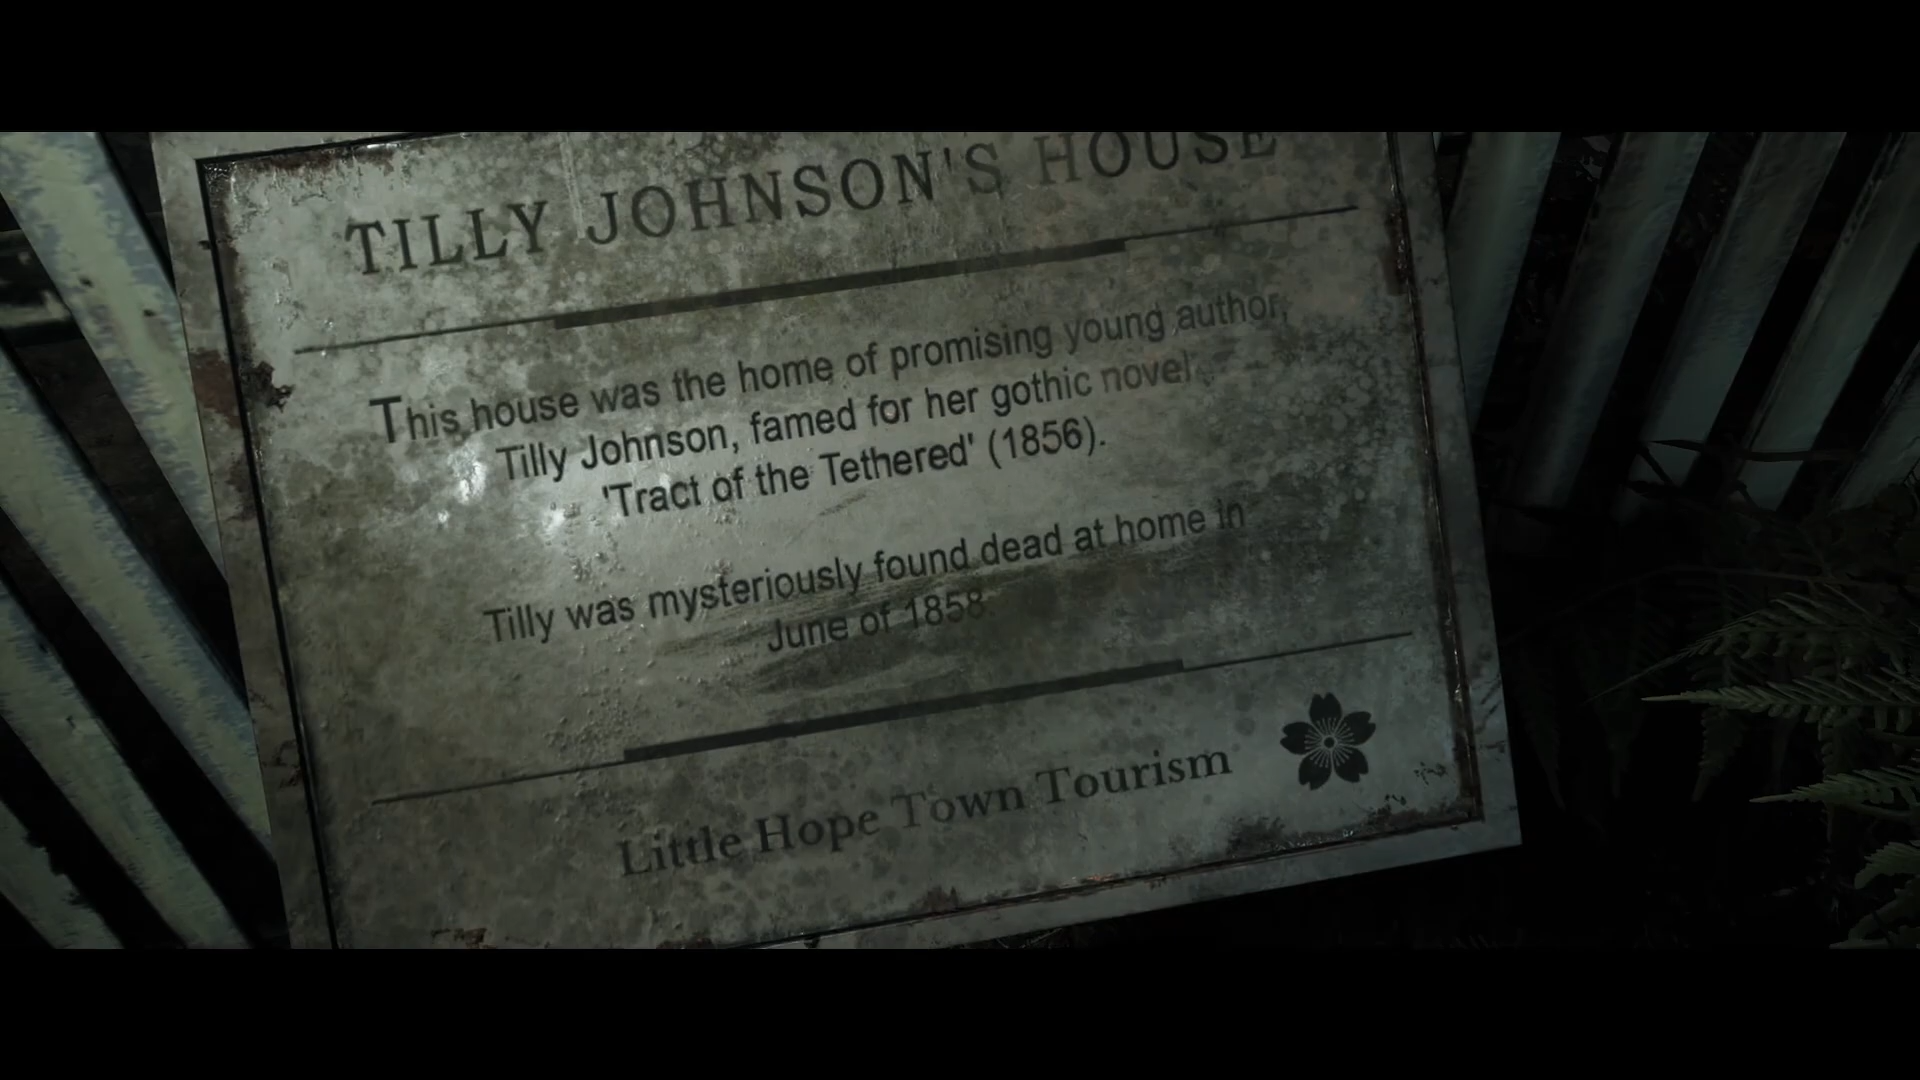 TILLY JOHNSON'S HOUSE
This house was the home of promising young author,
Tilly Johnson, famed for her gothic novel
'Tract of the Tethered' (1856).
Tilly was mysteriously found dead at home in
June of 1858.
Little Hope Town Tourism